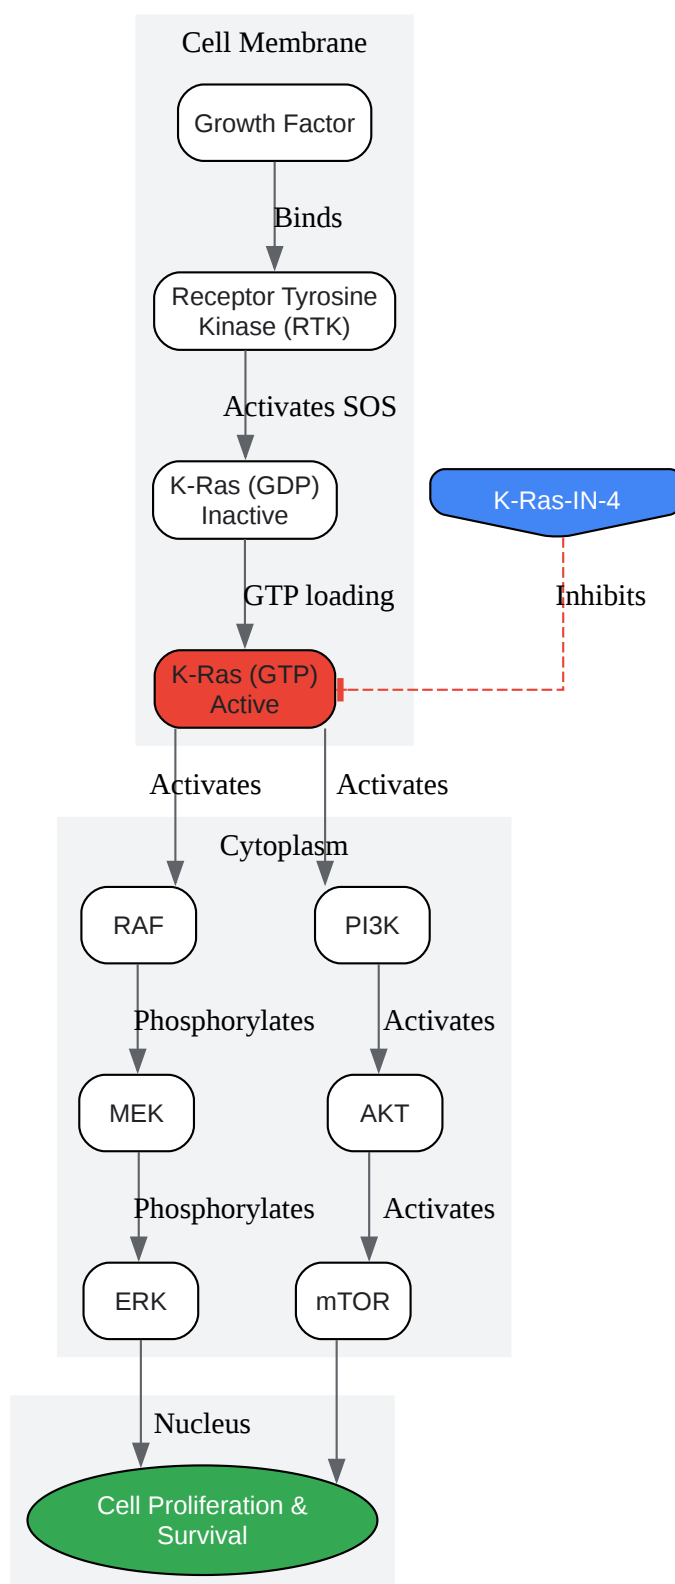 Cell Membrane
Growth Factor
Binds
Receptor Tyrosine
Kinase (RTK)
Activates SOS
K-Ras (GDP)
Inactive
K-Ras-IN-4
GTP loading
Inhibits
K-Ras (GTP)
Active
Activates
Activates
Cytoplasm
RAF
PI3K
Phosphorylates
Activates
MEK
AKT
Phosphorylates
Activates
ERK
mTOR
Nucleus
Cell Proliferation &
Survival